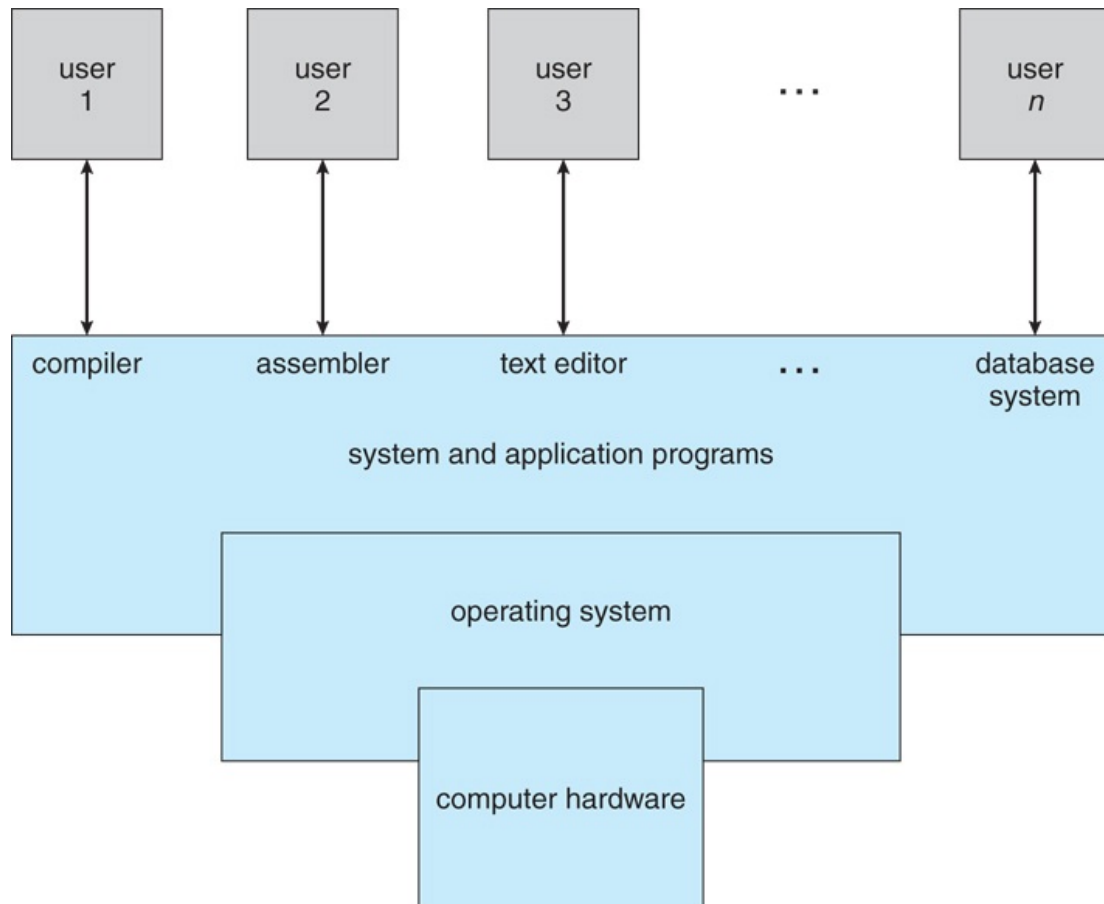 user
1
user
2
user
3
...
user
n
compiler
assembler
text editor
...
database
system
system and application programs
operating system
computer hardware